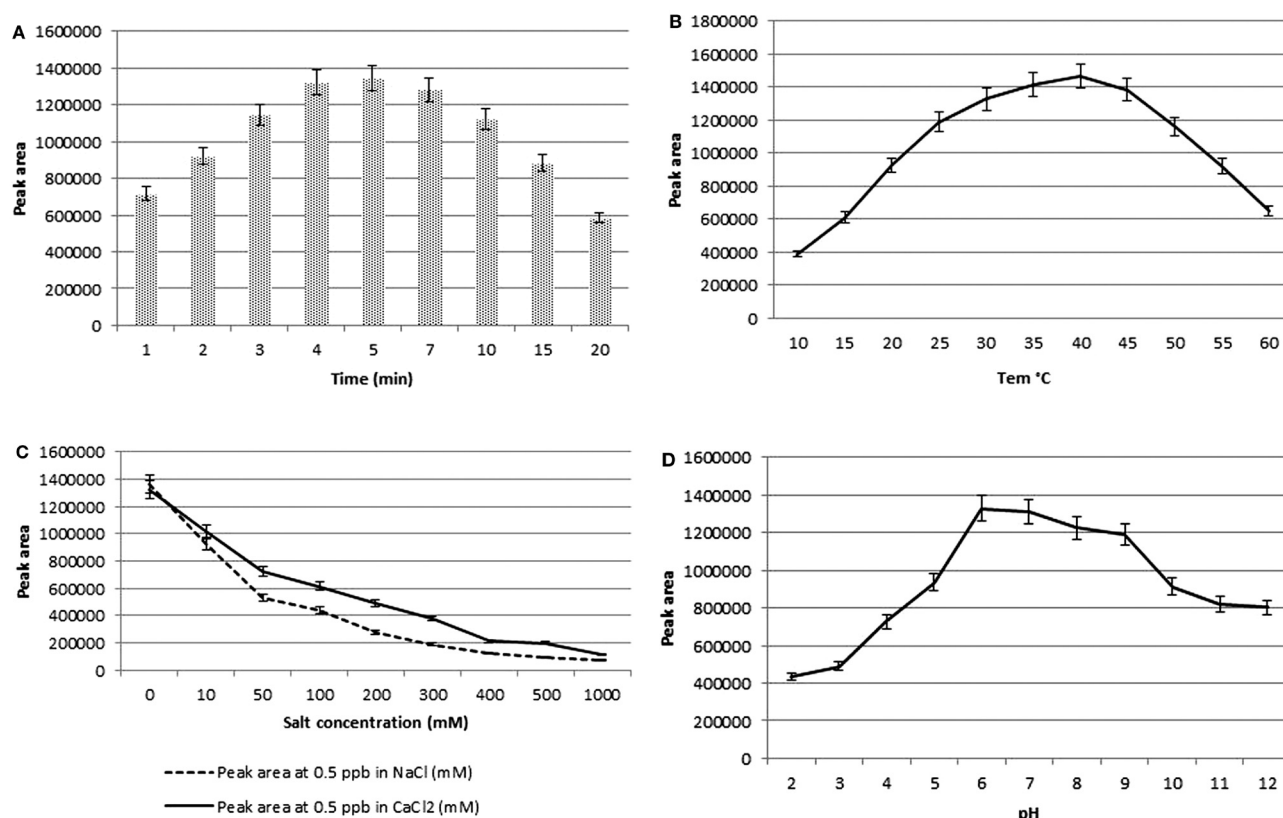 A
1600000
1400000
1200000
1000000
800000
600000
400000
200000
0
Peak area
1 2 3 4 5 7 10 15 20
Time (min)
B
1800000
1600000
1400000
1200000
1000000
800000
600000
400000
200000
0
Peak area
10 15 20 25 30 35 40 45 50 55 60
Tem °C
C
1600000
1400000
1200000
1000000
800000
600000
400000
200000
0
Peak area
0 10 50 100 200 300 400 500 1000
Salt concentration (mM)
Peak area at 0.5 ppb in NaCl (mM)
Peak area at 0.5 ppb in CaCl2 (mM)
D
1600000
1400000
1200000
1000000
800000
600000
400000
200000
0
Peak area
2 3 4 5 6 7 8 9 10 11 12
pH